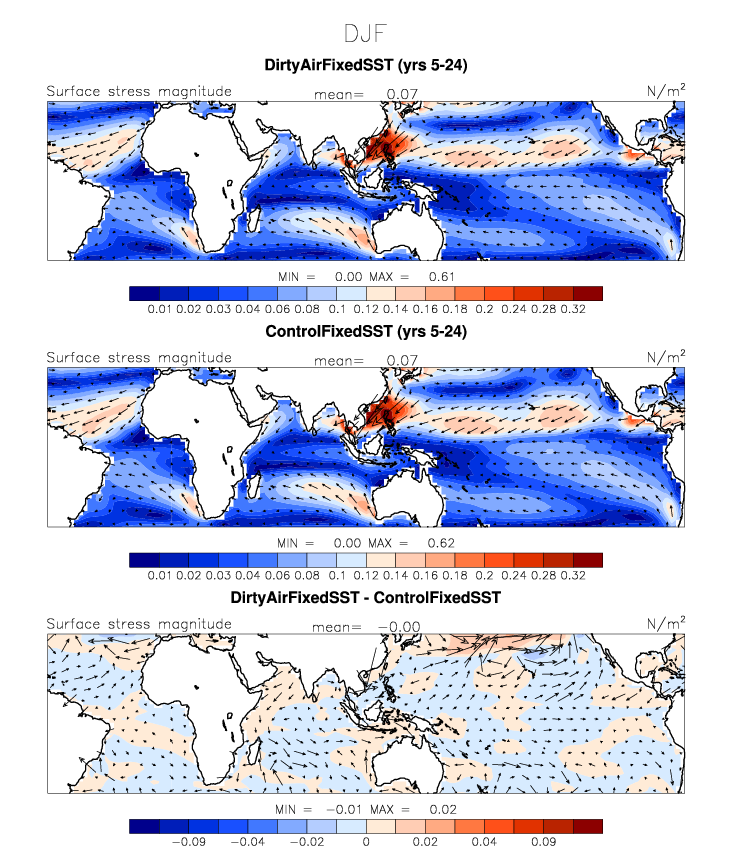 DJF
DirtyAirFixedSST (yrs 5-24)
Surface stress magnitude mean= 0.07 N/m²
MIN = 0.00 MAX = 0.61
0.01 0.02 0.03 0.04 0.06 0.08 0.1 0.12 0.14 0.16 0.18 0.2 0.24 0.28 0.32
ControlFixedSST (yrs 5-24)
Surface stress magnitude mean= 0.07 N/m²
MIN = 0.00 MAX = 0.62
0.01 0.02 0.03 0.04 0.06 0.08 0.1 0.12 0.14 0.16 0.18 0.2 0.24 0.28 0.32
DirtyAirFixedSST - ControlFixedSST
Surface stress magnitude mean= −0.00 N/m²
MIN = −0.01 MAX = 0.02
−0.09 −0.04 −0.02 0 0.02 0.04 0.09